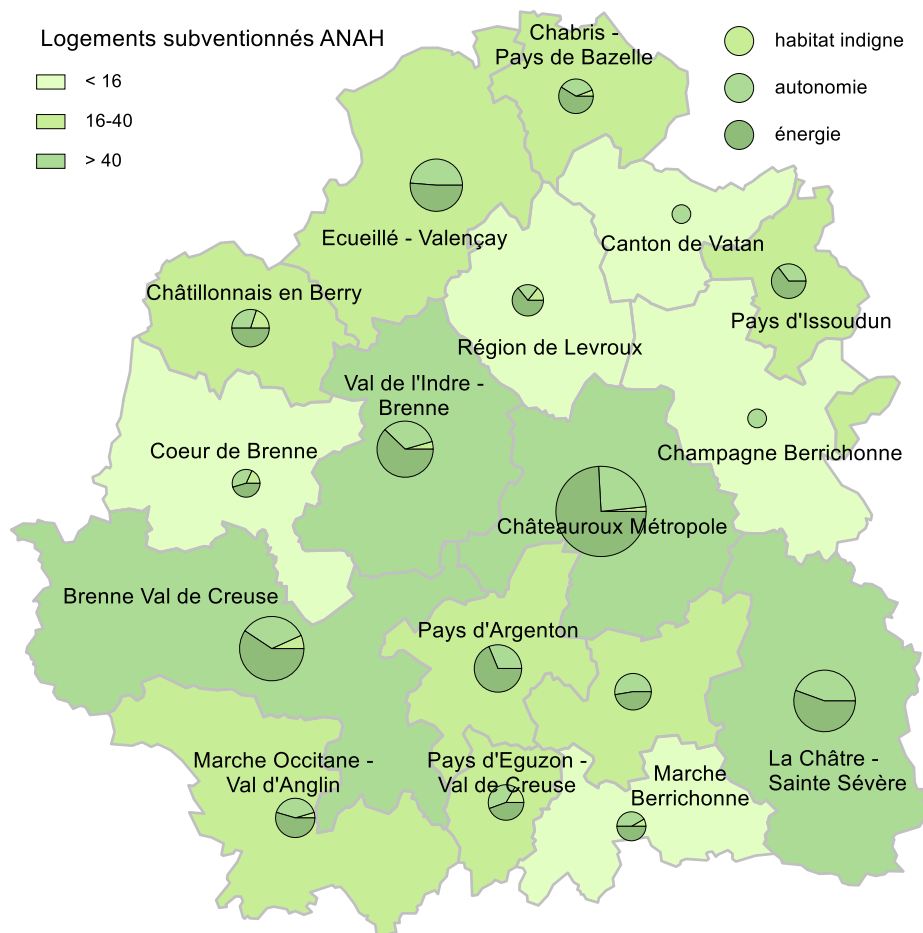 Logements subventionnés ANAH
< 16
16-40
> 40
habitat indigne
autonomie
énergie
Chabris -
Pays de Bazelle
Ecueillé - Valençay
Canton de Vatan
Châtillonnais en Berry
Pays d'Issoudun
Région de Levroux
Val de l'Indre -
Brenne
Coeur de Brenne
Champagne Berrichonne
Châteauroux Métropole
Brenne Val de Creuse
Pays d'Argenton
Marche Occitane -
Val d'Anglin
Pays d'Eguzon -
Val de Creuse
Marche
Berrichonne
La Châtre -
Sainte Sévère